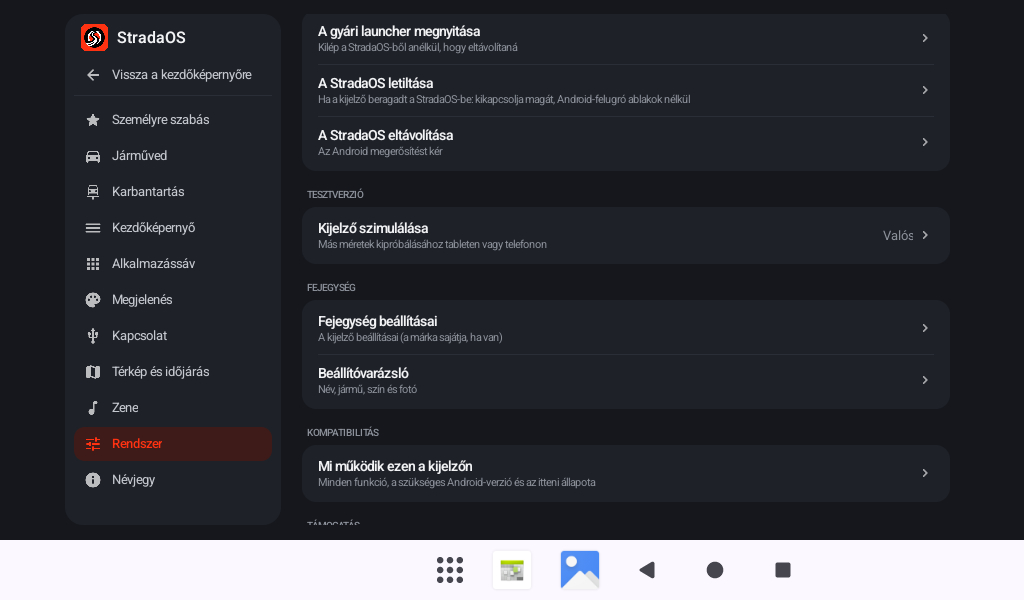 StradaOS
Vissza a kezdőképernyőre
Személyre szabás
Járműved
Karbantartás
Kezdőképernyő
Alkalmazássáv
Megjelenés
Kapcsolat
Térkép és időjárás
Zene
Rendszer
Névjegy
A gyári launcher megnyitása
Kilép a StradaOS-ből anélkül, hogy eltávolítaná
A StradaOS letiltása
Ha a kijelző beragadt a StradaOS-be: kikapcsolja magát, Android-felugró ablakok nélkül
A StradaOS eltávolítása
Az Android megerősítést kér
TESZTVERZIÓ
Kijelző szimulálása
Más méretek kipróbálásához tableten vagy telefonon
Valós
FEJEGYSÉG
Fejegység beállításai
A kijelző beállításai (a márka sajátja, ha van)
Beállítóvarázsló
Név, jármű, szín és fotó
KOMPATIBILITÁS
Mi működik ezen a kijelzőn
Minden funkció, a szükséges Android-verzió és az itteni állapota
TÁMOGATÁS